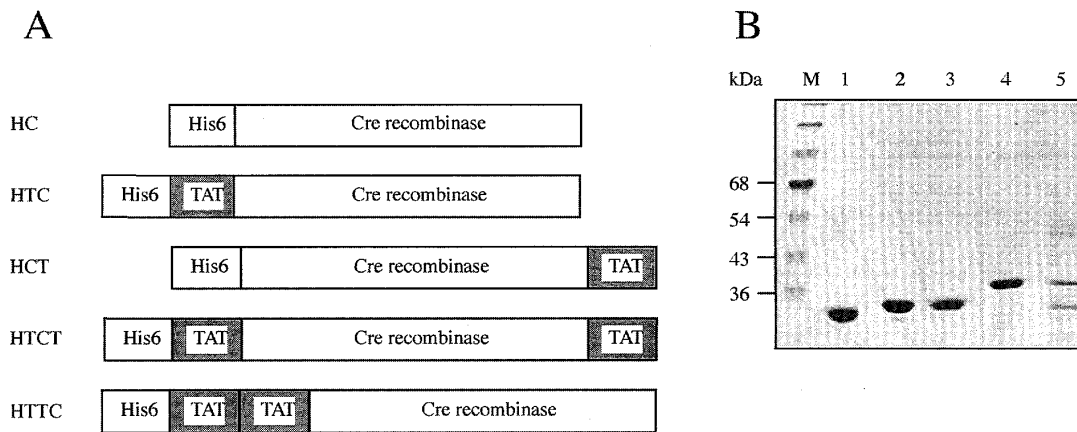 A
HC His6 Cre recombinase
HTC His6 TAT Cre recombinase
HCT His6 Cre recombinase TAT
HTCT His6 TAT Cre recombinase TAT
HTTC His6 TAT TAT Cre recombinase
B
kDa M 1 2 3 4 5
68
54
43
36